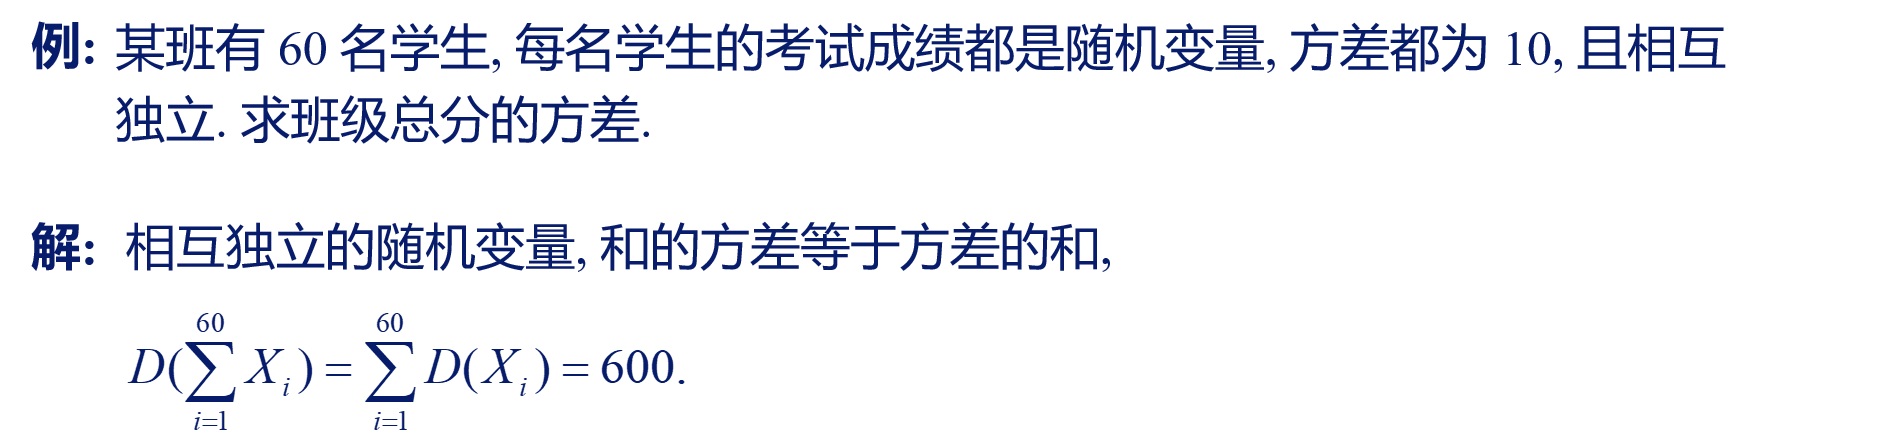 例: 某班有 60 名学生, 每名学生的考试成绩都是随机变量, 方差都为 10, 且相互
独立. 求班级总分的方差.
解: 相互独立的随机变量, 和的方差等于方差的和,
D(∑_{i=1}^{60} X_i) = ∑_{i=1}^{60} D(X_i) = 600.